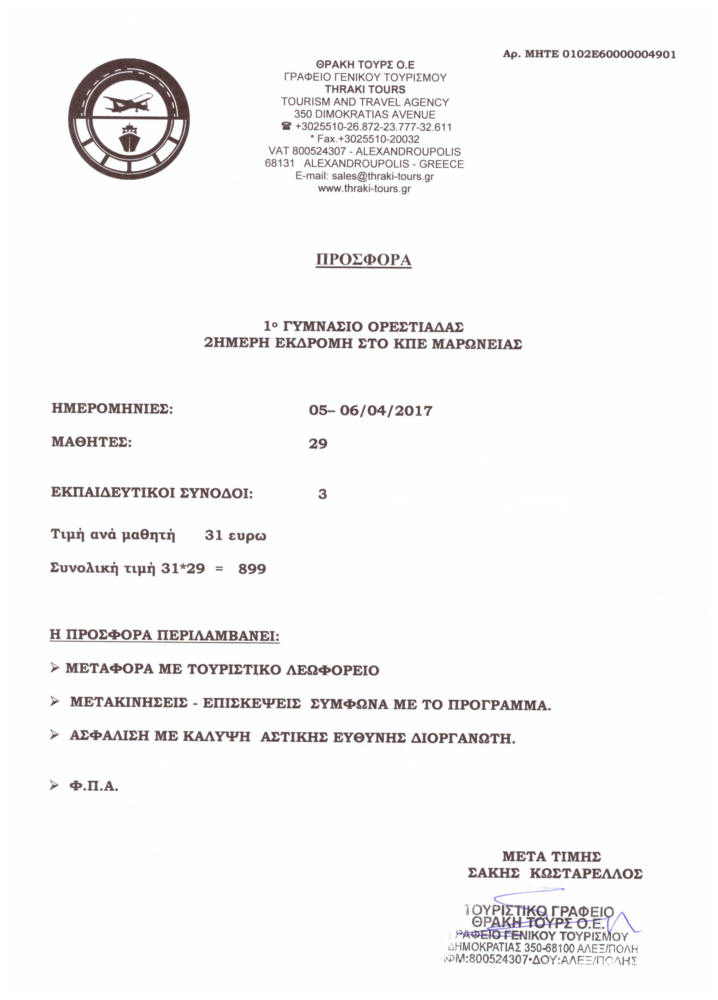 Αρ. ΜΗΤΕ 0102Ε60000004901
ΘΡΑΚΗ ΤΟΥΡΣ Ο.Ε
ΓΡΑΦΕΙΟ ΓΕΝΙΚΟΥ ΤΟΥΡΙΣΜΟΥ
THRAKI TOURS
TOURISM AND TRAVEL AGENCY
350 DIMOKRATIAS AVENUE
☎ +3025510-26.872-23.777-32.611
* Fax.+3025510-20032
VAT 800524307 - ALEXANDROUPOLIS
68131 ALEXANDROUPOLIS - GREECE
E-mail: sales@thraki-tours.gr
www.thraki-tours.gr
ΠΡΟΣΦΟΡΑ
1ο ΓΥΜΝΑΣΙΟ ΟΡΕΣΤΙΑΔΑΣ
2ΗΜΕΡΗ ΕΚΔΡΟΜΗ ΣΤΟ ΚΠΕ ΜΑΡΩΝΕΙΑΣ
ΗΜΕΡΟΜΗΝΙΕΣ: 05– 06/04/2017
ΜΑΘΗΤΕΣ: 29
ΕΚΠΑΙΔΕΥΤΙΚΟΙ ΣΥΝΟΔΟΙ: 3
Τιμή ανά μαθητή 31 ευρω
Συνολική τιμή 31*29 = 899
Η ΠΡΟΣΦΟΡΑ ΠΕΡΙΛΑΜΒΑΝΕΙ:
➢ ΜΕΤΑΦΟΡΑ ΜΕ ΤΟΥΡΙΣΤΙΚΟ ΛΕΩΦΟΡΕΙΟ
➢ ΜΕΤΑΚΙΝΗΣΕΙΣ - ΕΠΙΣΚΕΨΕΙΣ ΣΥΜΦΩΝΑ ΜΕ ΤΟ ΠΡΟΓΡΑΜΜΑ.
➢ ΑΣΦΑΛΙΣΗ ΜΕ ΚΑΛΥΨΗ ΑΣΤΙΚΗΣ ΕΥΘΥΝΗΣ ΔΙΟΡΓΑΝΩΤΗ.
➢ Φ.Π.Α.
ΜΕΤΑ ΤΙΜΗΣ
ΣΑΚΗΣ ΚΩΣΤΑΡΕΛΛΟΣ
ΤΟΥΡΙΣΤΙΚΟ ΓΡΑΦΕΙΟ
ΘΡΑΚΗ ΤΟΥΡΣ Ο.Ε.
ΓΡΑΦΕΙΟ ΓΕΝΙΚΟΥ ΤΟΥΡΙΣΜΟΥ
ΔΗΜΟΚΡΑΤΙΑΣ 350-68100 ΑΛΕΞ/ΠΟΛΗ
ΑΦΜ:800524307•ΔΟΥ:ΑΛΕΞ/ΠΟΛΗΣ